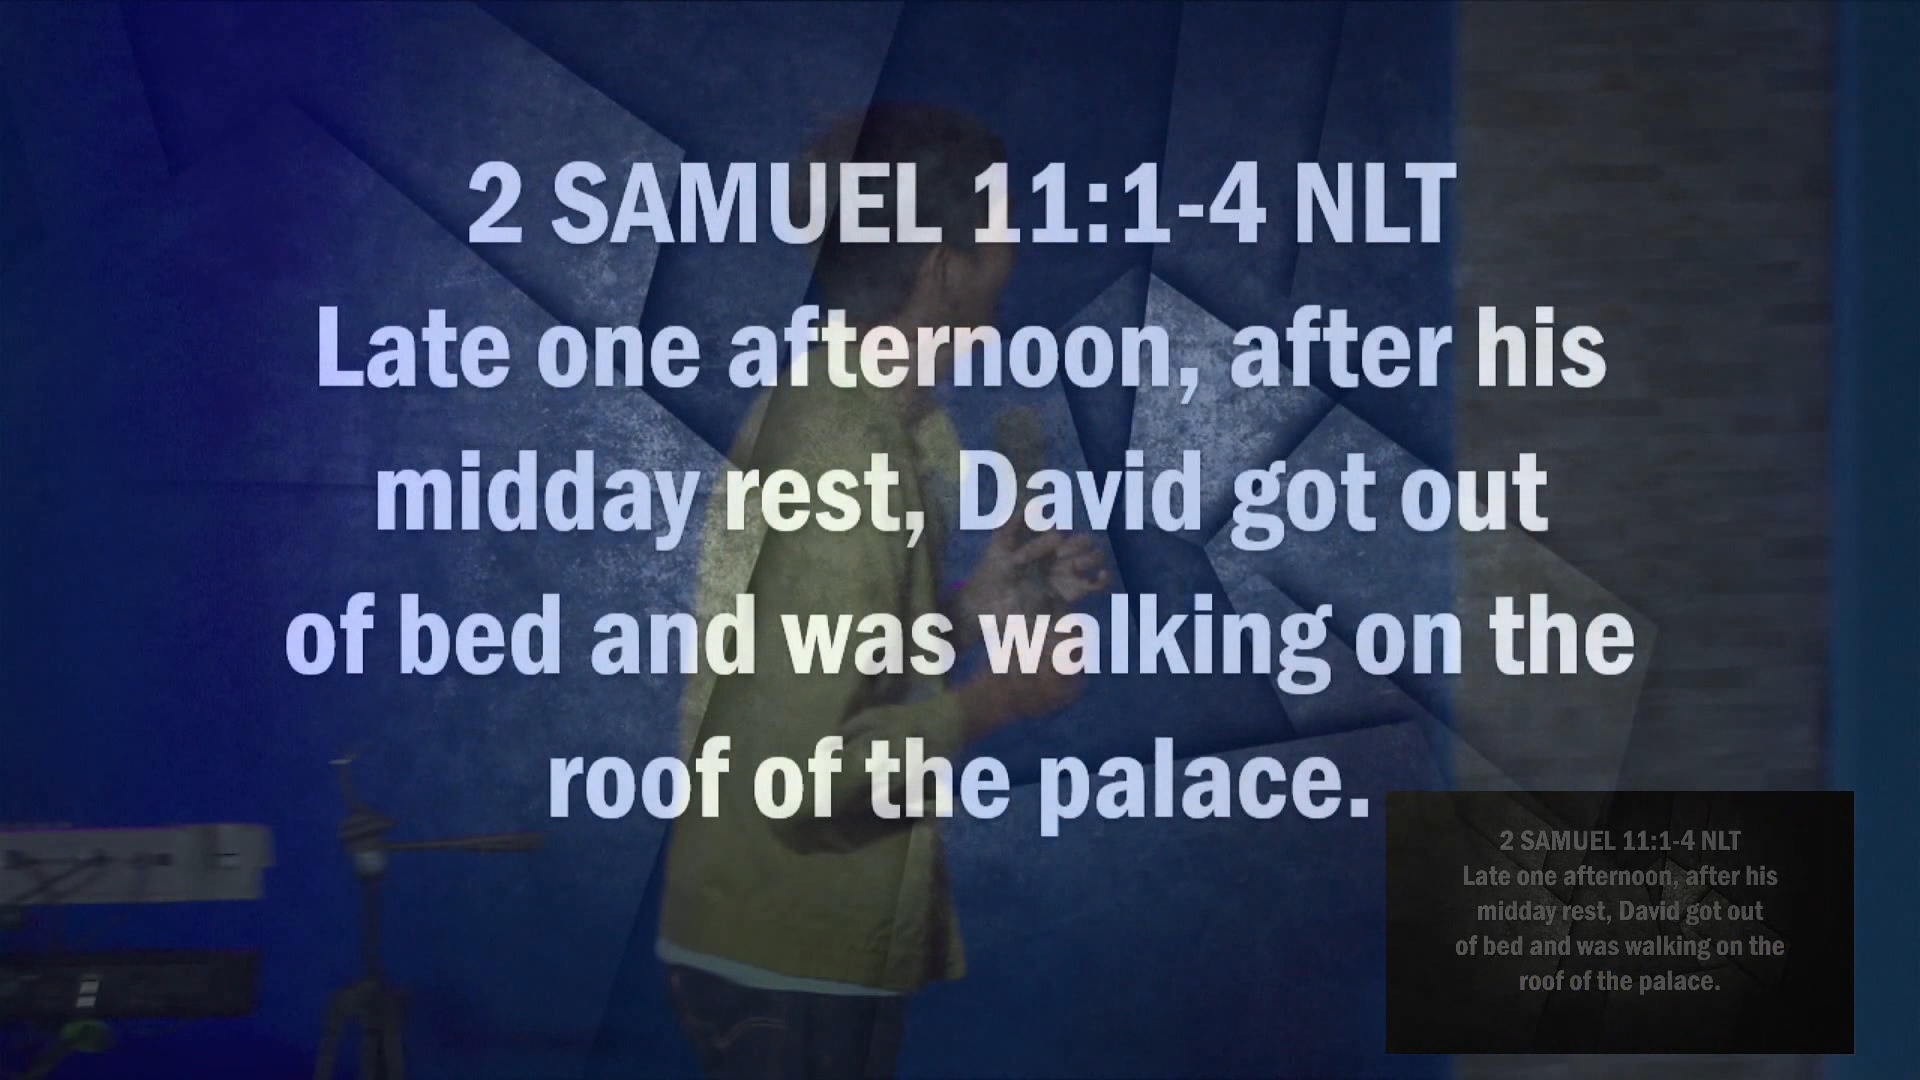 2 SAMUEL 11:1-4 NLT
Late one afternoon, after his
midday rest, David got out
of bed and was walking on the
roof of the palace.
2 SAMUEL 11:1-4 NLT
Late one afternoon, after his
midday rest, David got out
of bed and was walking on the
roof of the palace.